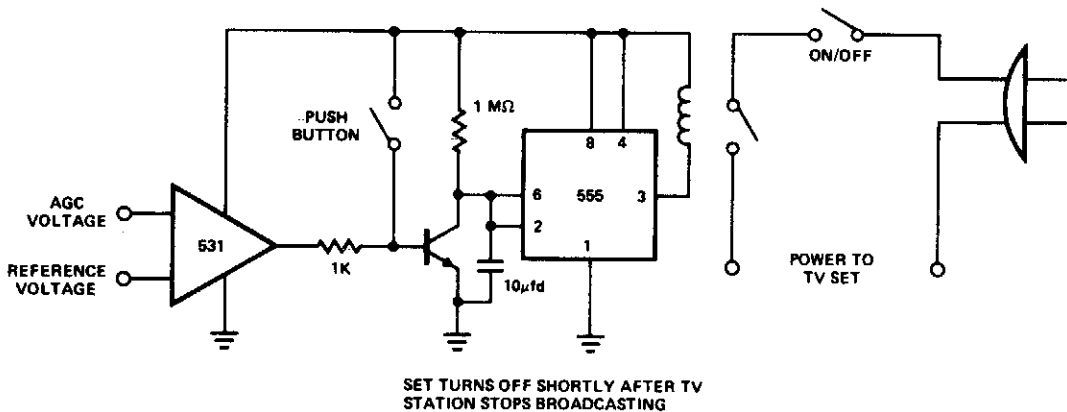 ON/OFF
PUSH
BUTTON
1 MΩ
8
4
6
555
3
2
1
AGC
VOLTAGE
531
REFERENCE
VOLTAGE
1K
10µfd
POWER TO
TV SET
SET TURNS OFF SHORTLY AFTER TV
STATION STOPS BROADCASTING